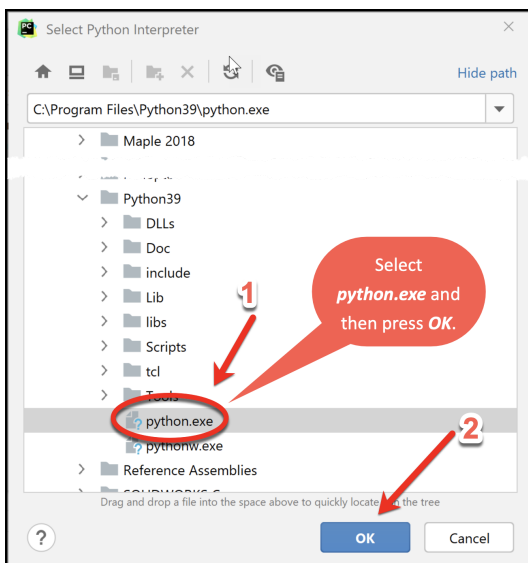 Select Python Interpreter
Hide path
C:\Program Files\Python39\python.exe
Maple 2018
Python39
DLLs
Doc
include
Lib
libs
Scripts
tcl
Tools
python.exe
pythonw.exe
Reference Assemblies
1
Select
python.exe and
then press OK.
2
Drag and drop a file into the space above to quickly locate in the tree
?
OK
Cancel